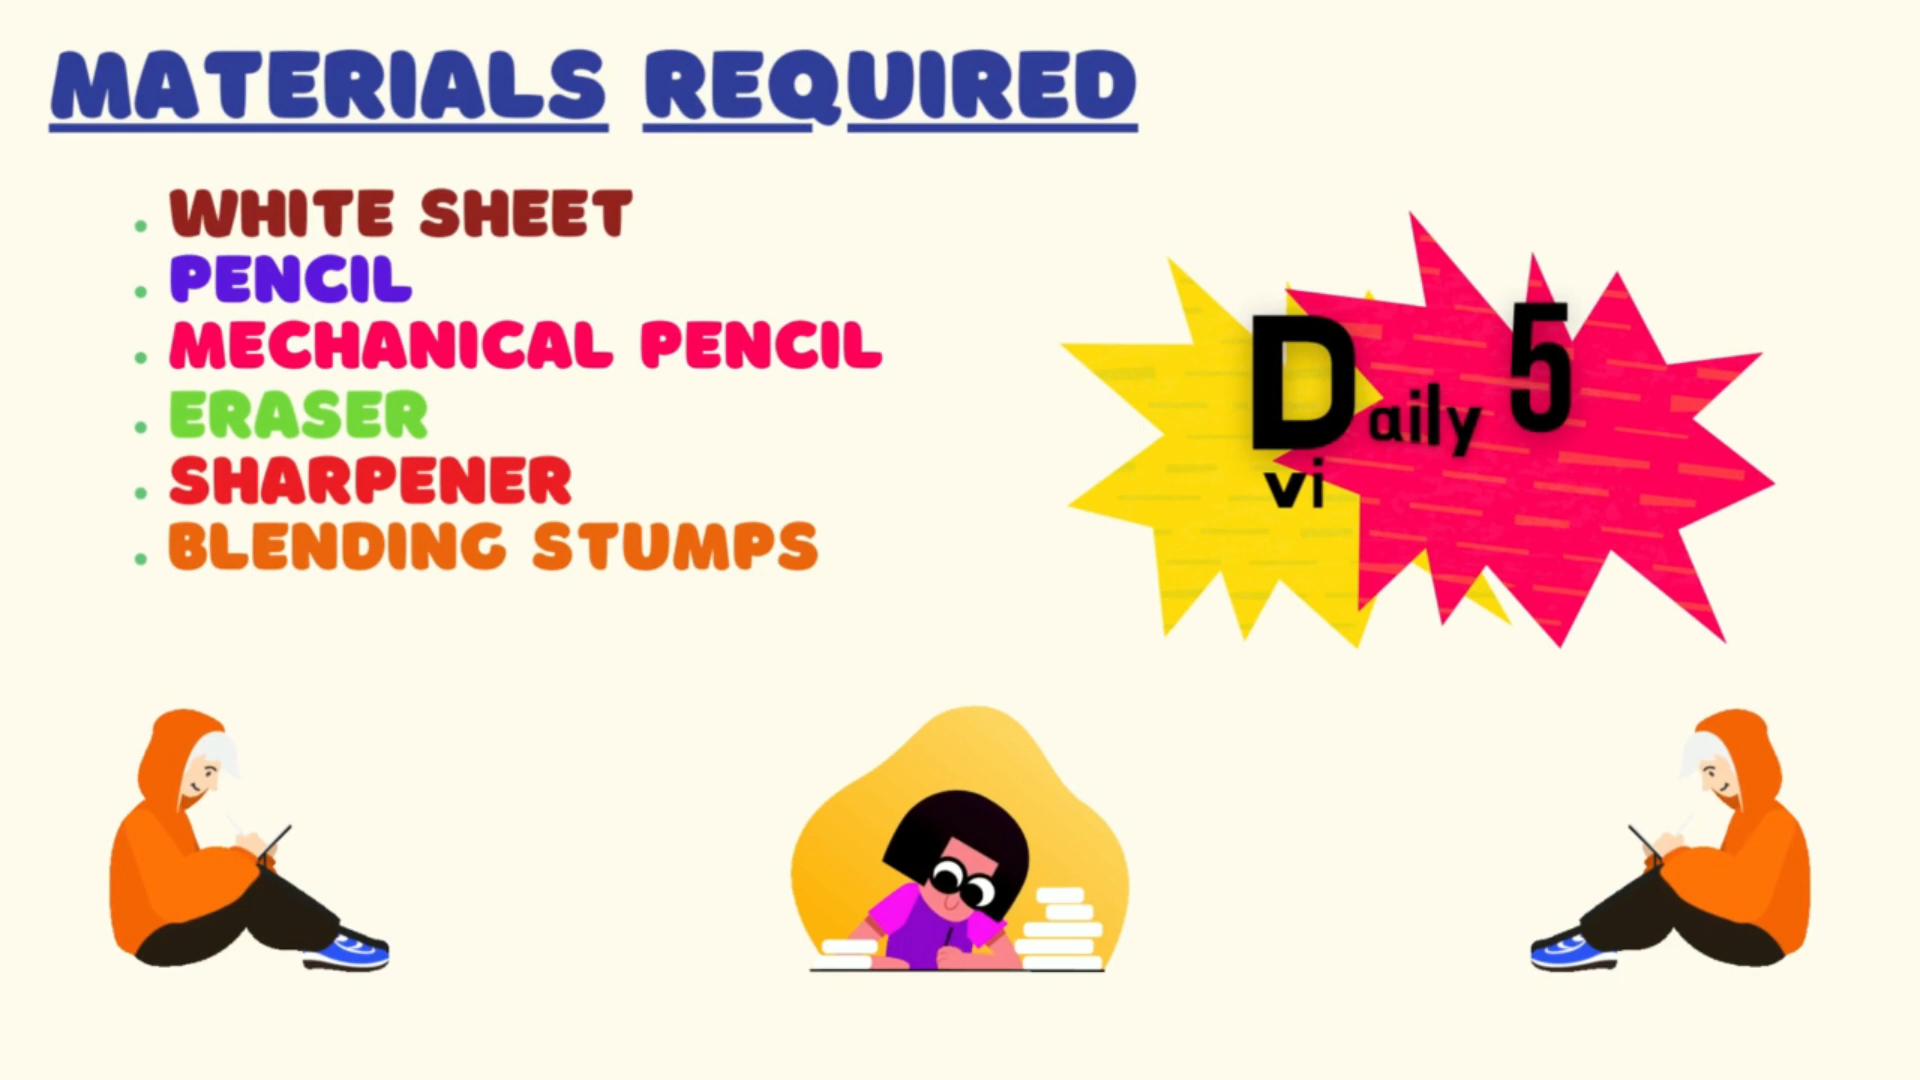 MATERIALS REQUIRED
WHITE SHEET
PENCIL
MECHANICAL PENCIL
ERASER
SHARPENER
BLENDING STUMPS
Daily 5
vi